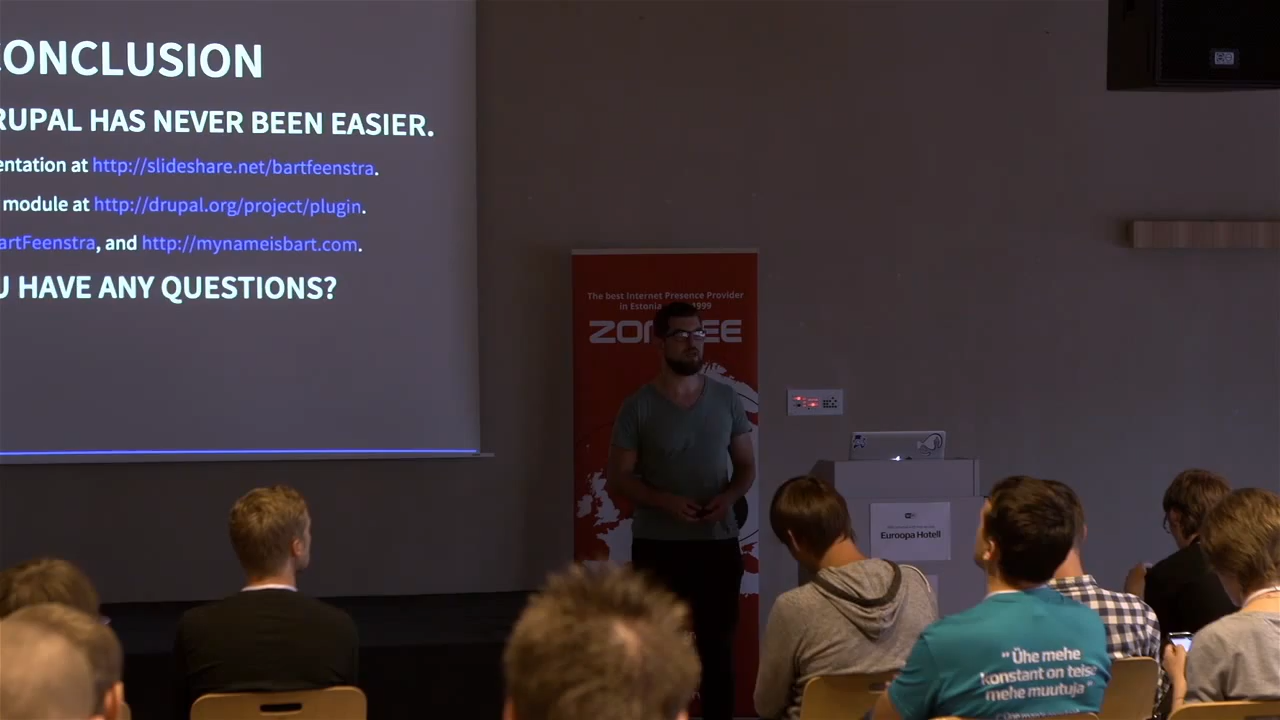 CONCLUSION
RUPAL HAS NEVER BEEN EASIER.
entation at http://slideshare.net/bartfeenstra.
module at http://drupal.org/project/plugin.
artFeenstra, and http://mynameisbart.com.
U HAVE ANY QUESTIONS?
The best Internet Presence Provider
in Estonia 1999
ZO EE
Euroopa Hotell
"Ühe mehe
konstant on teise
mehe muutuja"